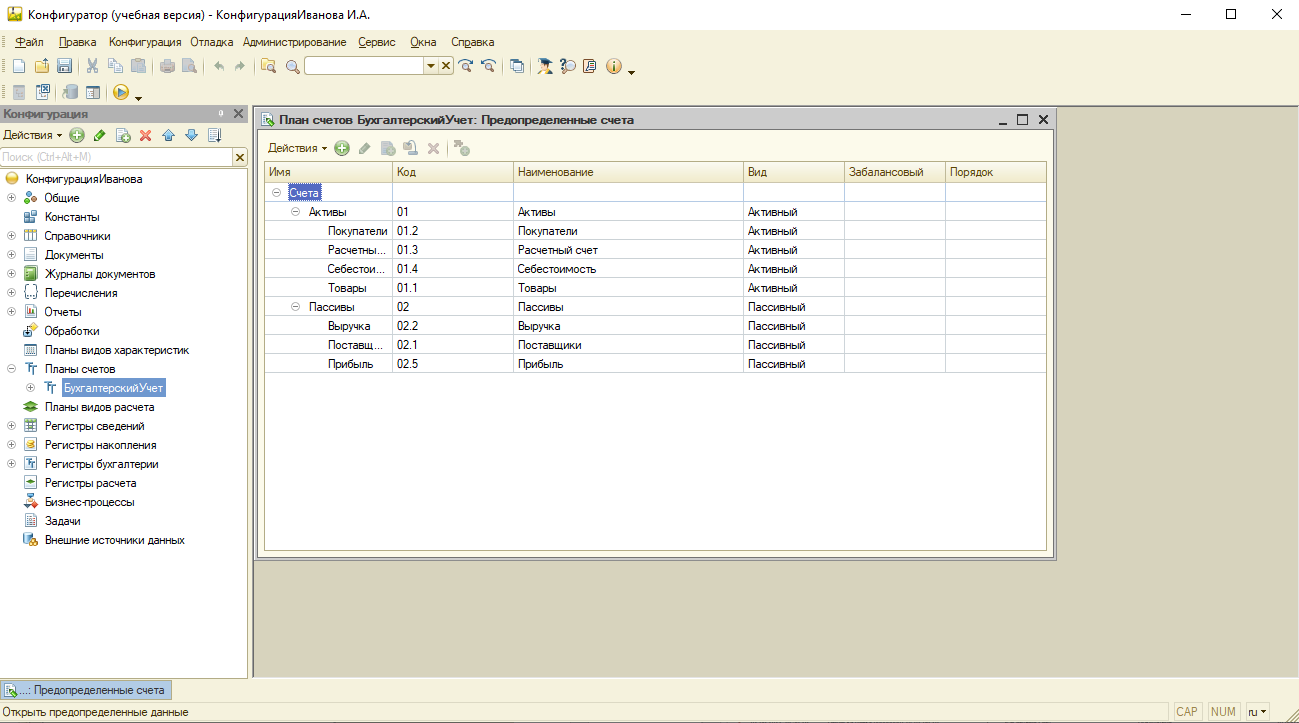 Конфигуратор (учебная версия) - КонфигурацияИванова И.А.
Файл Правка Конфигурация Отладка Администрирование Сервис Окна Справка
Конфигурация
Действия
Поиск (Ctrl+Alt+M)
КонфигурацияИванова
Общие
Константы
Справочники
Документы
Журналы документов
Перечисления
Отчеты
Обработки
Планы видов характеристик
Планы счетов
БухгалтерскийУчет
Планы видов расчета
Регистры сведений
Регистры накопления
Регистры бухгалтерии
Регистры расчета
Бизнес-процессы
Задачи
Внешние источники данных
План счетов БухгалтерскийУчет: Предопределенные счета
Действия
Имя Код Наименование Вид Забалансовый Порядок
Счета
Активы 01 Активы Активный
Покупатели 01.2 Покупатели Активный
Расчетны... 01.3 Расчетный счет Активный
Себестои... 01.4 Себестоимость Активный
Товары 01.1 Товары Активный
Пассивы 02 Пассивы Пассивный
Выручка 02.2 Выручка Пассивный
Поставщ... 02.1 Поставщики Пассивный
Прибыль 02.5 Прибыль Пассивный
...: Предопределенные счета
Открыть предопределенные данные CAP NUM ru